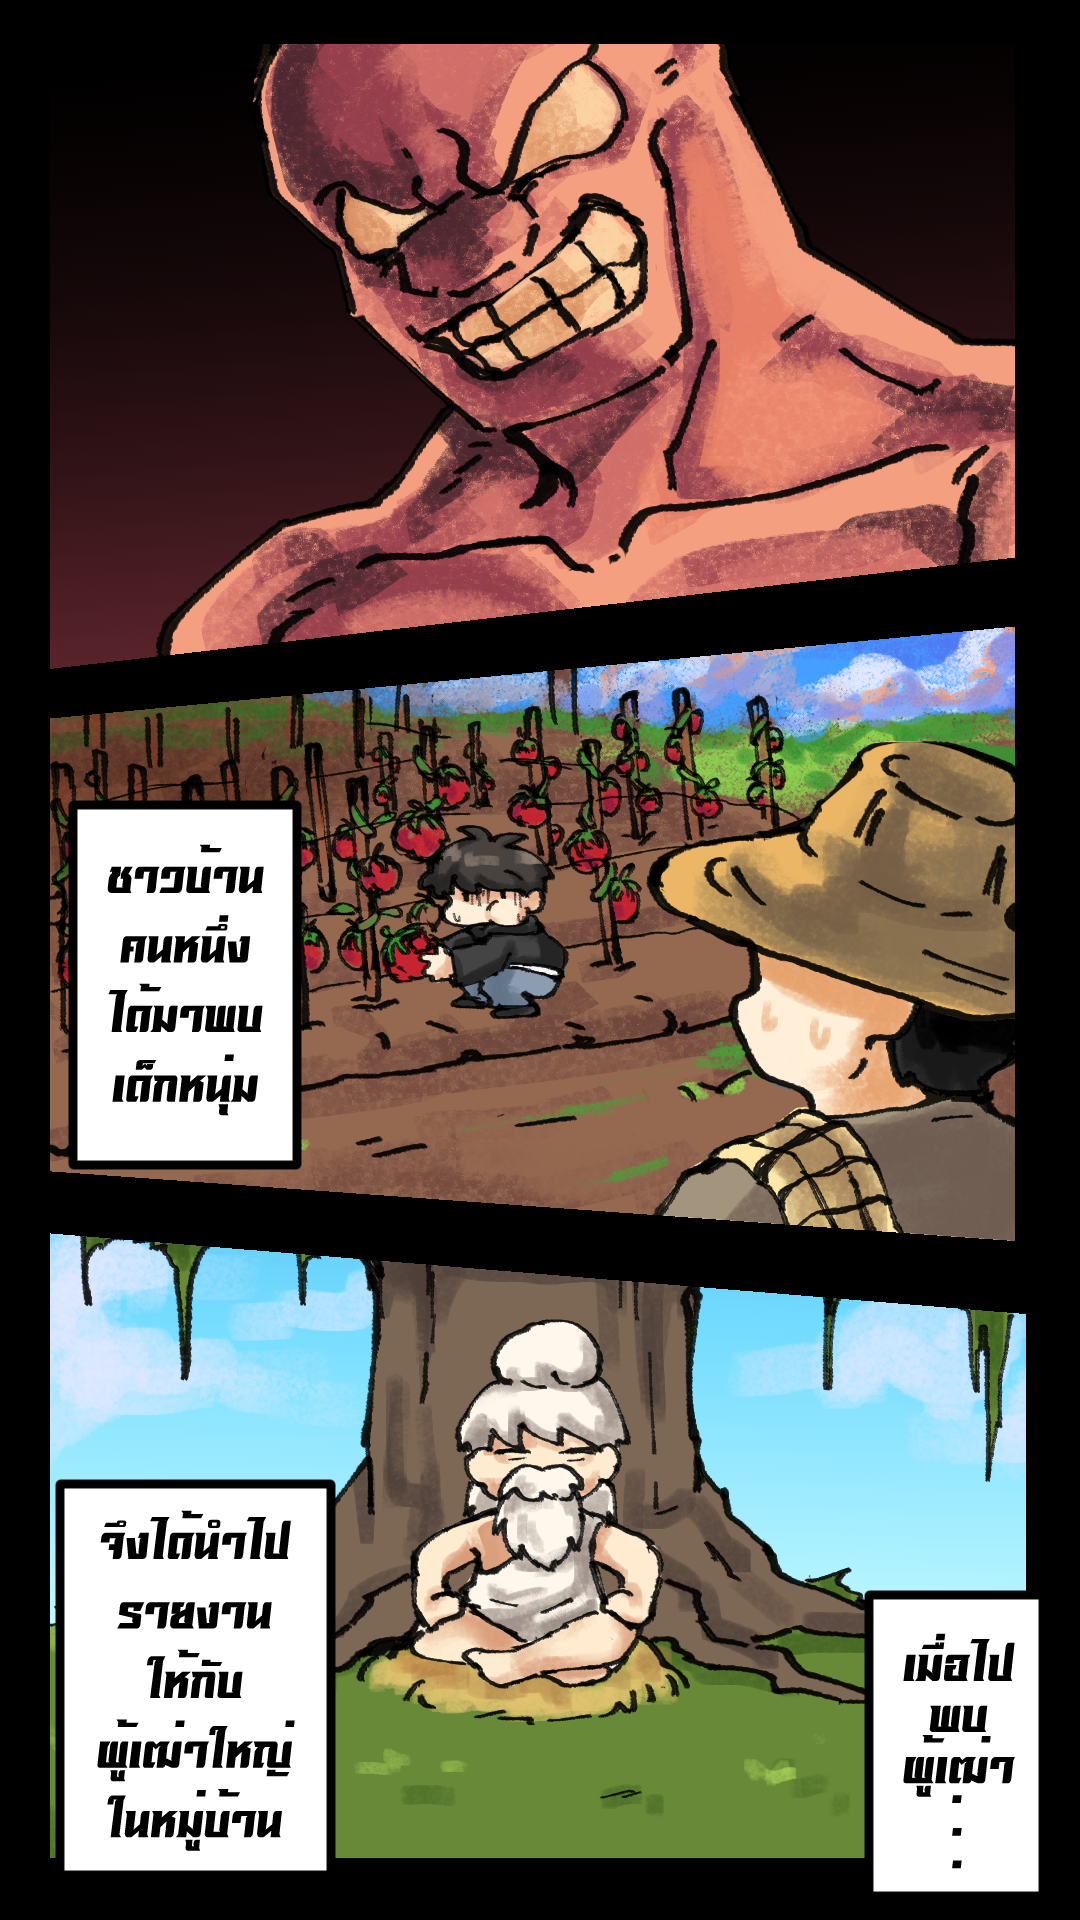 ชาวบ้าน
คนหนึ่ง
ได้มาพบ
เด็กหนุ่ม
จึงได้นำไป
รายงาน
ให้กับ
ผู้เฒ่าใหญ่
ในหมู่บ้าน
เมื่อไป
พบ
ผู้เฒ่า
.
.
.